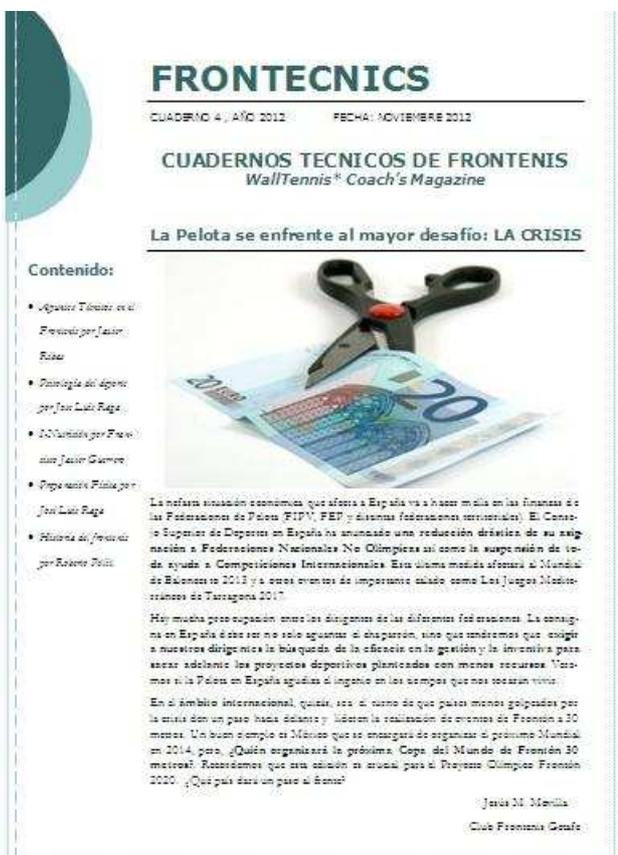 FRONTECNICS
CUADERNO 4 , AÑO 2012 FECHA: NOVIEMBRE 2012
CUADERNOS TECNICOS DE FRONTENIS
WallTennis* Coach's Magazine
La Pelota se enfrente al mayor desafío: LA CRISIS
Contenido:
• Apuntes Técnicos en el
Frontenis por Javier
Ribes
• Psicología del deporte
por Jose Luis Raga
• I-Nutrición por Fran-
cisco Javier Guerrero
• Preparación Física por
José Luis Raga
• Historia del frontenis
por Roberto
20 EURO
20
La nefasta situación económica que afecta a España va a hacer mella en las finanzas de
las Federaciones de Pelota (FIPV, FEP y distintas federaciones territoriales). El Conse-
jo Superior de Deportes en España ha anunciado una reducción drástica de su asig-
nación a Federaciones Nacionales No Olímpicas así como la suspensión de to-
da ayuda a Competiciones Internacionales. Esta última medida afectará al Mundial
de Baloncesto 2013 y a otros eventos de importante calado como Los Juegos Medite-
rráneos de Tarragona 2017.
Hay mucha preocupación entre los dirigentes de las diferentes federaciones. La consig-
na en España debe ser no solo aguantar el chaparrón, sino que tendremos que exigir
a nuestros dirigentes la búsqueda de la eficacia en la gestión y la inventiva para
sacar adelante los proyectos deportivos planteados con menos recursos. Vere-
mos si la Pelota en España agudiza el ingenio en los tiempos que nos tocarán vivir.
En el ámbito internacional, quizás, sea el turno de que países menos golpeados por
la crisis den un paso hacia delante y lideren la realización de eventos de Frontón a 30
metros. Un buen ejemplo es México que se encargará de organizar el próximo Mundial
en 2014, pero, ¿Quién organizará la próxima Copa del Mundo de Frontón 30
metros?. Recordemos que esta edición es crucial para el Proyecto Olímpico Frontón
2020. ¿Qué país dará un paso al frente?
Jesús M. Movilla
Club Frontenis Getafe